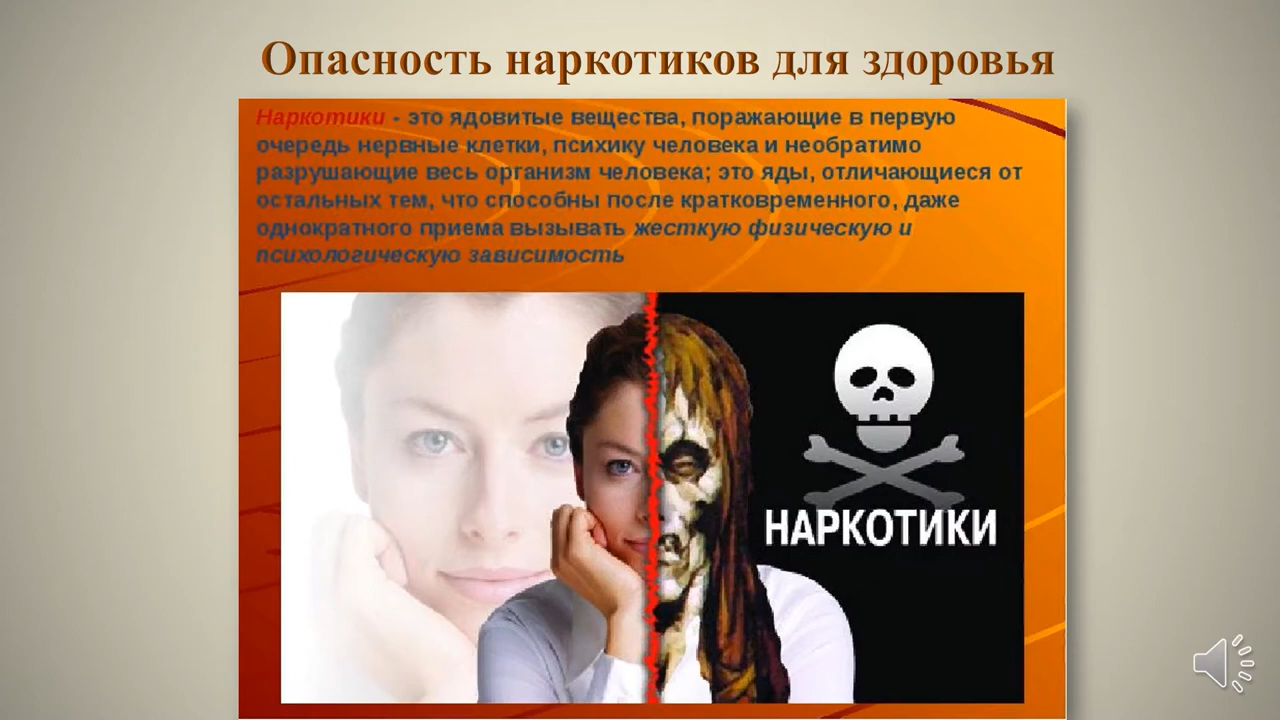 Опасность наркотиков для здоровья
Наркотики - это ядовитые вещества, поражающие в первую
очередь нервные клетки, психику человека и необратимо
разрушающие весь организм человека; это яды, отличающиеся от
остальных тем, что способны после кратковременного, даже
однократного приема вызывать жесткую физическую и
психологическую зависимость
НАРКОТИКИ